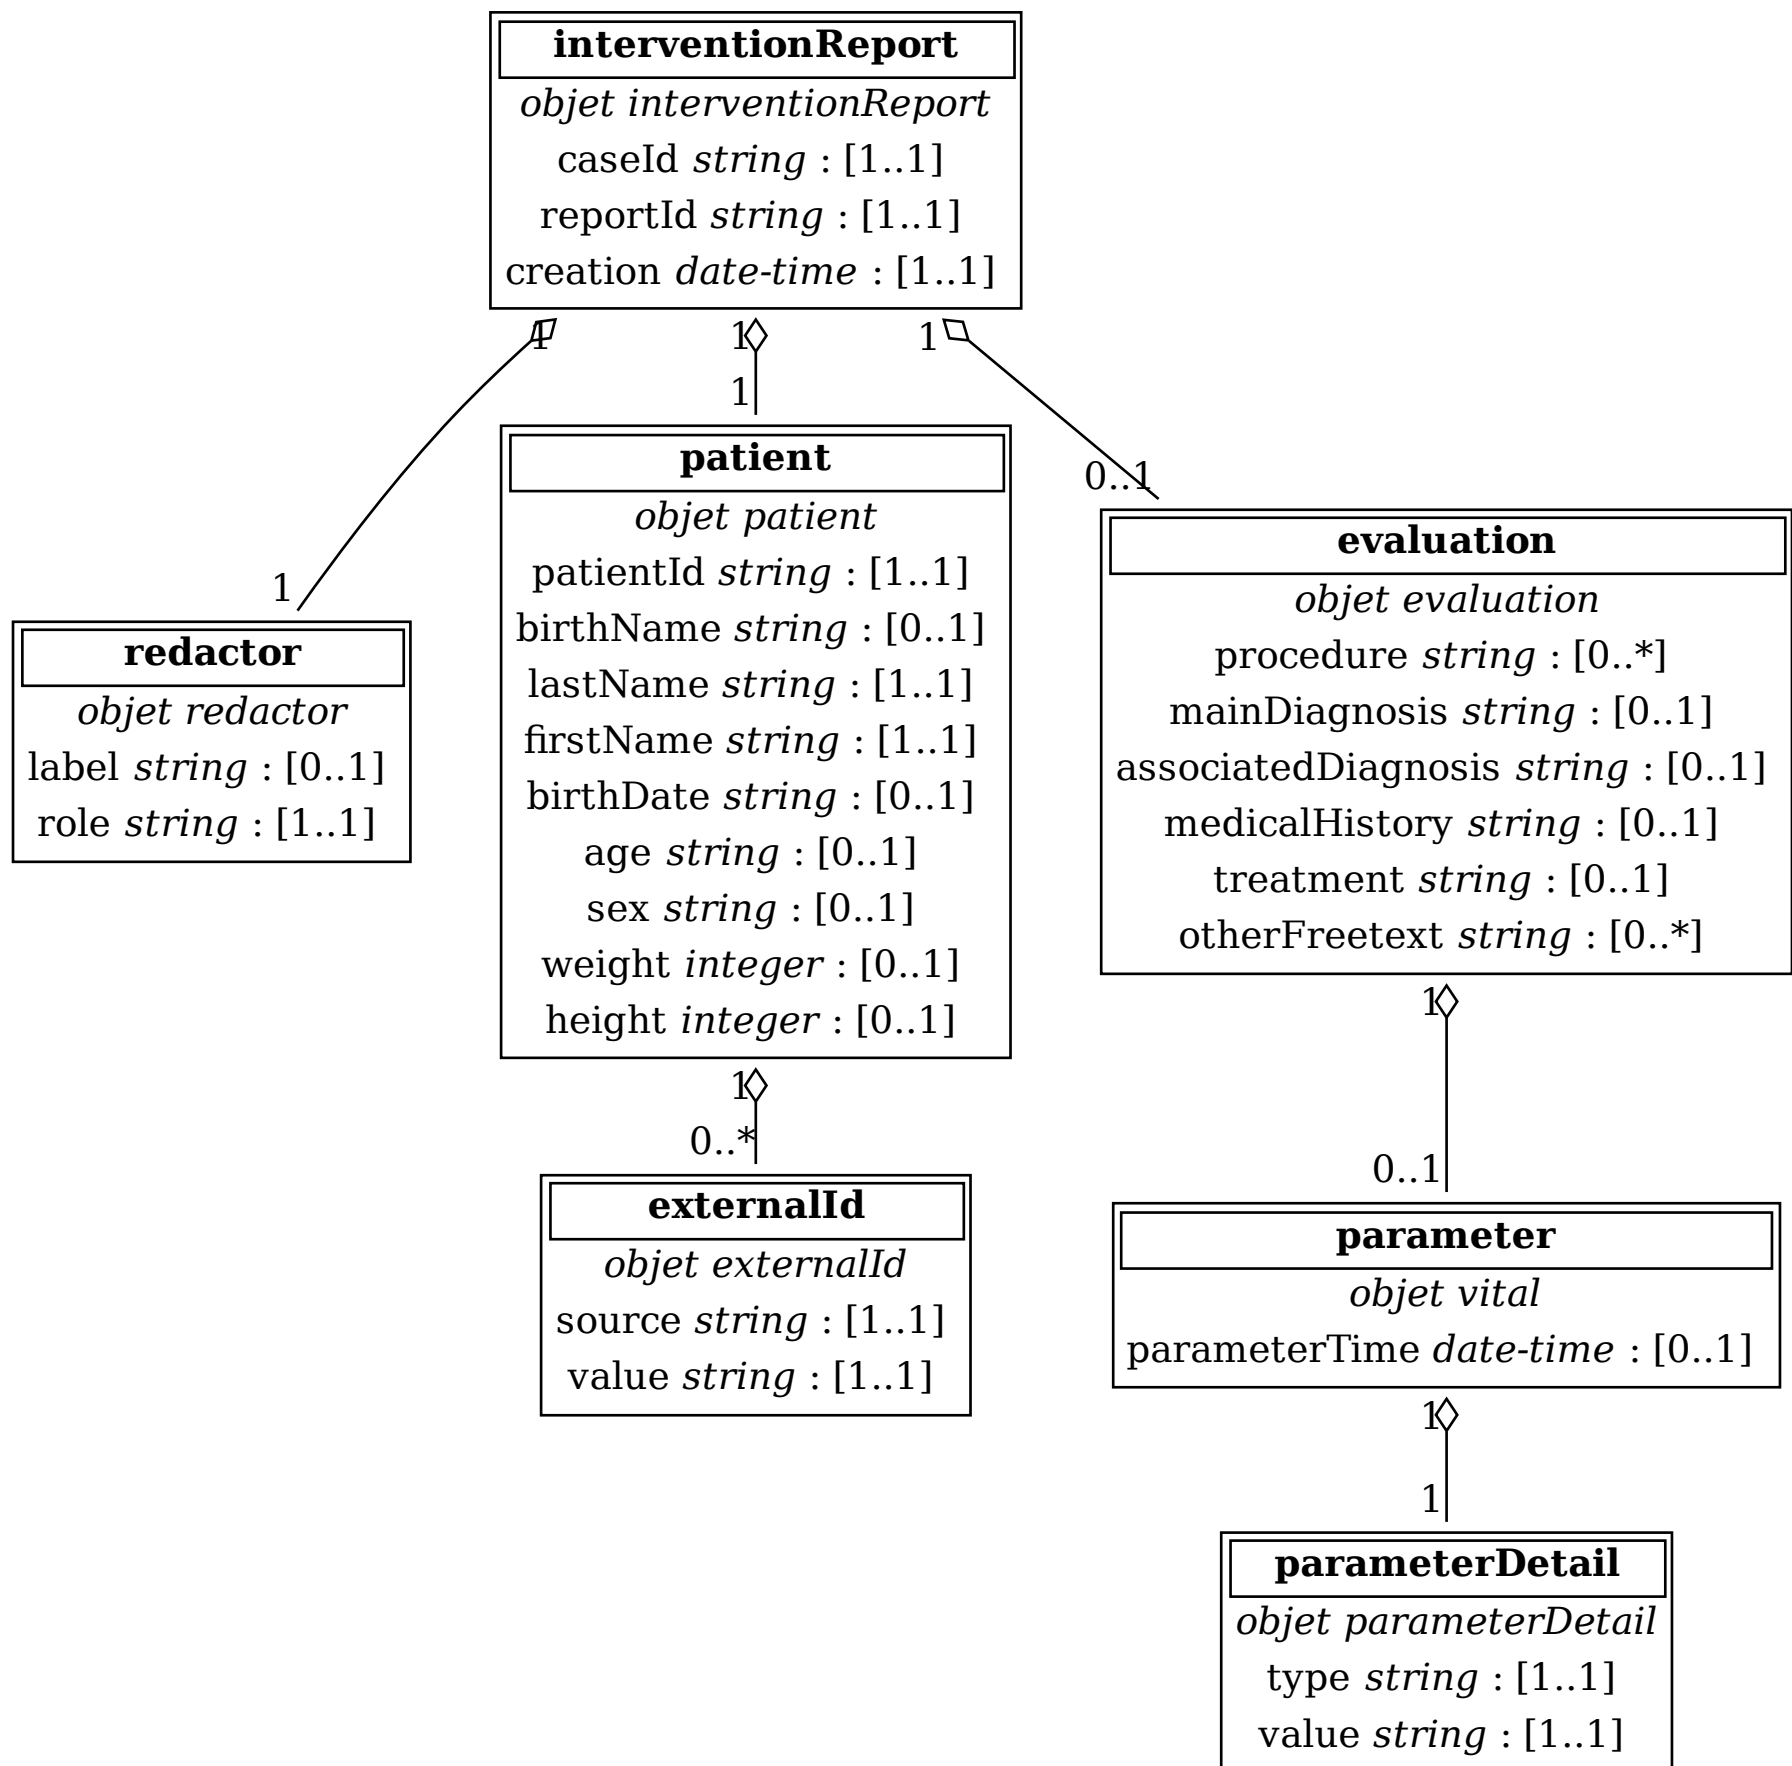 interventionReport
objet interventionReport
caseId string : [1..1]
reportId string : [1..1]
creation date-time : [1..1]
1
1
1
1
1
0..1
patient
objet patient
patientId string : [1..1]
birthName string : [0..1]
lastName string : [1..1]
firstName string : [1..1]
birthDate string : [0..1]
age string : [0..1]
sex string : [0..1]
weight integer : [0..1]
height integer : [0..1]
evaluation
objet evaluation
procedure string : [0..*]
mainDiagnosis string : [0..1]
associatedDiagnosis string : [0..1]
medicalHistory string : [0..1]
treatment string : [0..1]
otherFreetext string : [0..*]
redactor
objet redactor
label string : [0..1]
role string : [1..1]
1
0..*
externalId
objet externalId
source string : [1..1]
value string : [1..1]
1
0..1
parameter
objet vital
parameterTime date-time : [0..1]
1
1
parameterDetail
objet parameterDetail
type string : [1..1]
value string : [1..1]